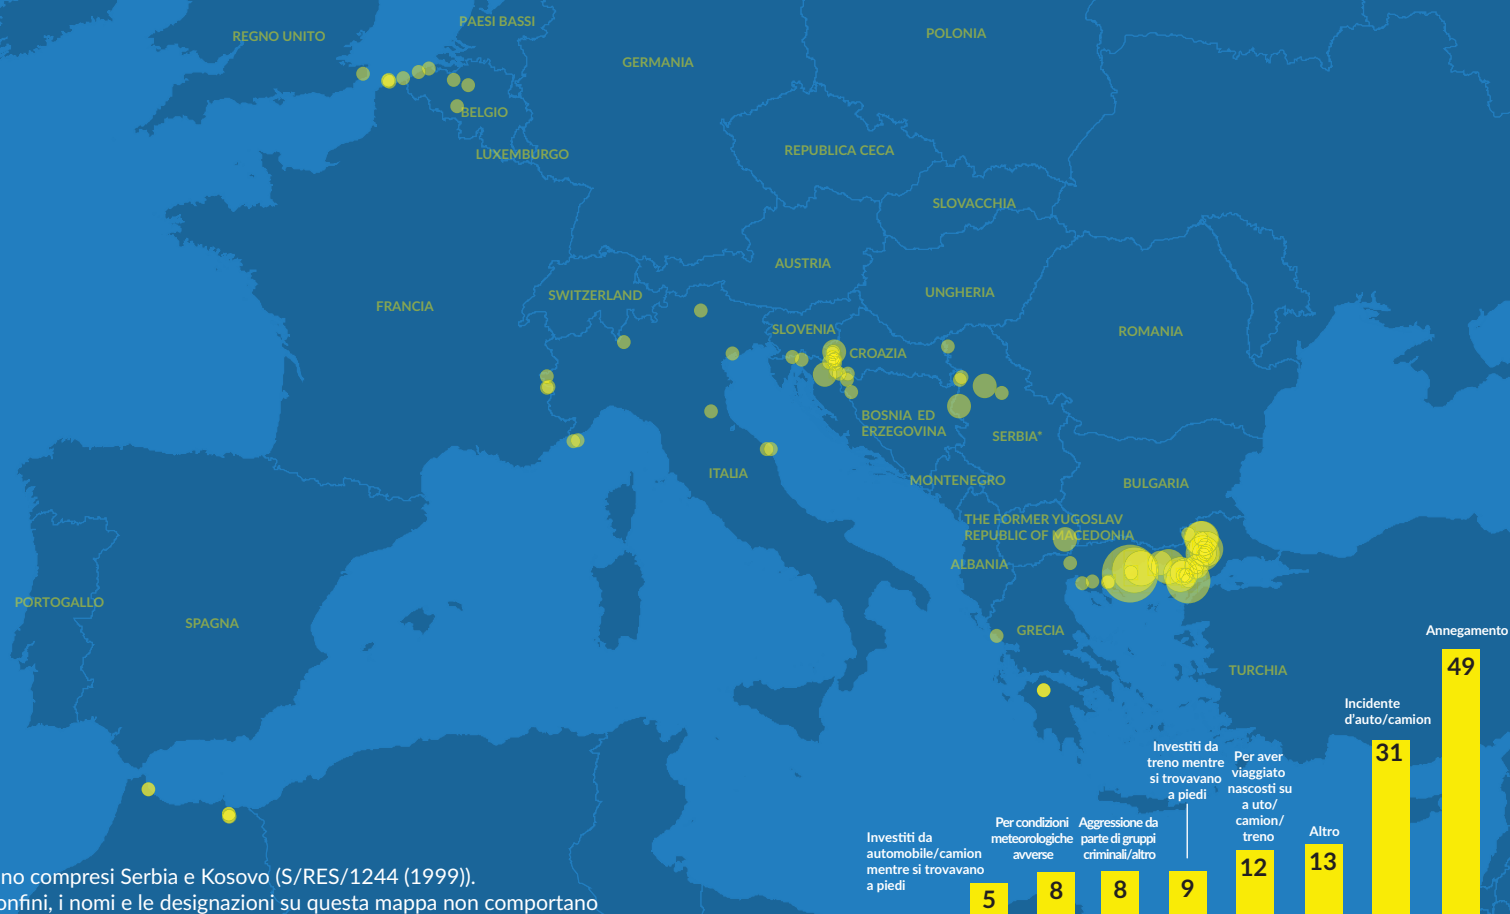 PAESI BASSI
REGNO UNITO
POLONIA
GERMANIA
BELGIO
REPUBLICA CECA
LUXEMBURGO
SLOVACCHIA
AUSTRIA
UNGHERIA
SWITZERLAND
FRANCIA
SLOVENIA
ROMANIA
CROAZIA
BOSNIA ED
ERZEGOVINA
SERBIA*
ITALIA
MONTENEGRO
BULGARIA
THE FORMER YUGOSLAV
REPUBLIC OF MACEDONIA
ALBANIA
PORTOGALLO
SPAGNA
GRECIA
TURCHIA
Annegamento
49
Incidente
d'auto/camion
31
Investiti da
treno mentre
si trovavano
a piedi
9
Per aver
viaggiato
nascosti su
a uto/
camion/
treno
12
Altro
13
Per condizioni
meteorologiche
avverse
8
Aggressione da
parte di gruppi
criminali/altro
8
Investiti da
automobile/camion
mentre si trovavano
a piedi
5
no compresi Serbia e Kosovo (S/RES/1244 (1999)).
onfini, i nomi e le designazioni su questa mappa non comportano